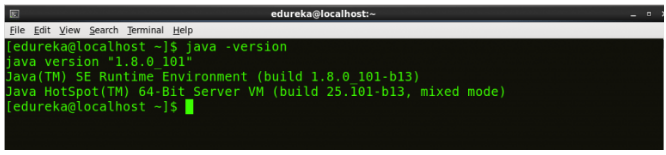 edureka@localhost:~
File Edit View Search Terminal Help
[edureka@localhost ~]$ java -version
java version "1.8.0_101"
Java(TM) SE Runtime Environment (build 1.8.0_101-b13)
Java HotSpot(TM) 64-Bit Server VM (build 25.101-b13, mixed mode)
[edureka@localhost ~]$